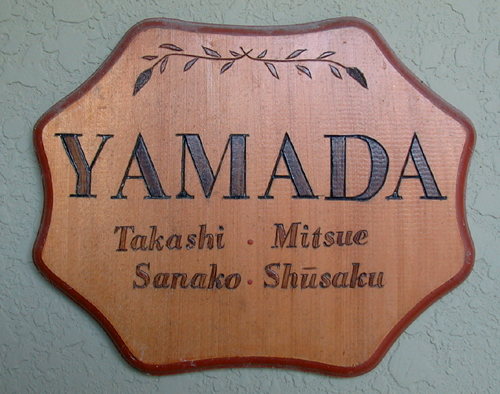 YAMADA
Takashi · Mitsue
Sanako · Shūsaku